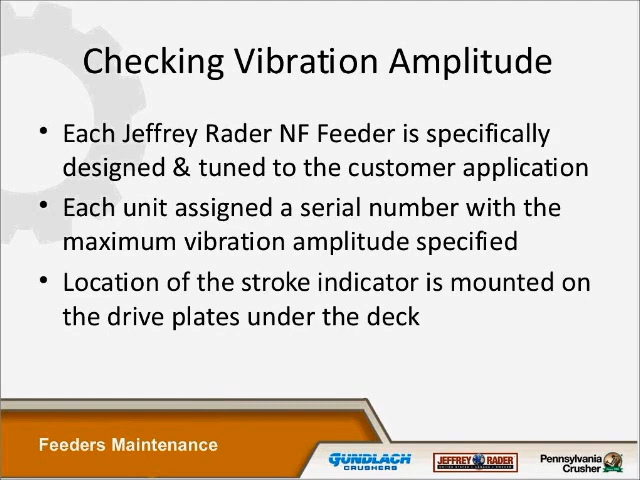 Checking Vibration Amplitude
• Each Jeffrey Rader NF Feeder is specifically
designed & tuned to the customer application
• Each unit assigned a serial number with the
maximum vibration amplitude specified
• Location of the stroke indicator is mounted on
the drive plates under the deck
Feeders Maintenance
GUNDLACH
CRUSHERS
JEFFREY RADER
Pennsylvania
Crusher